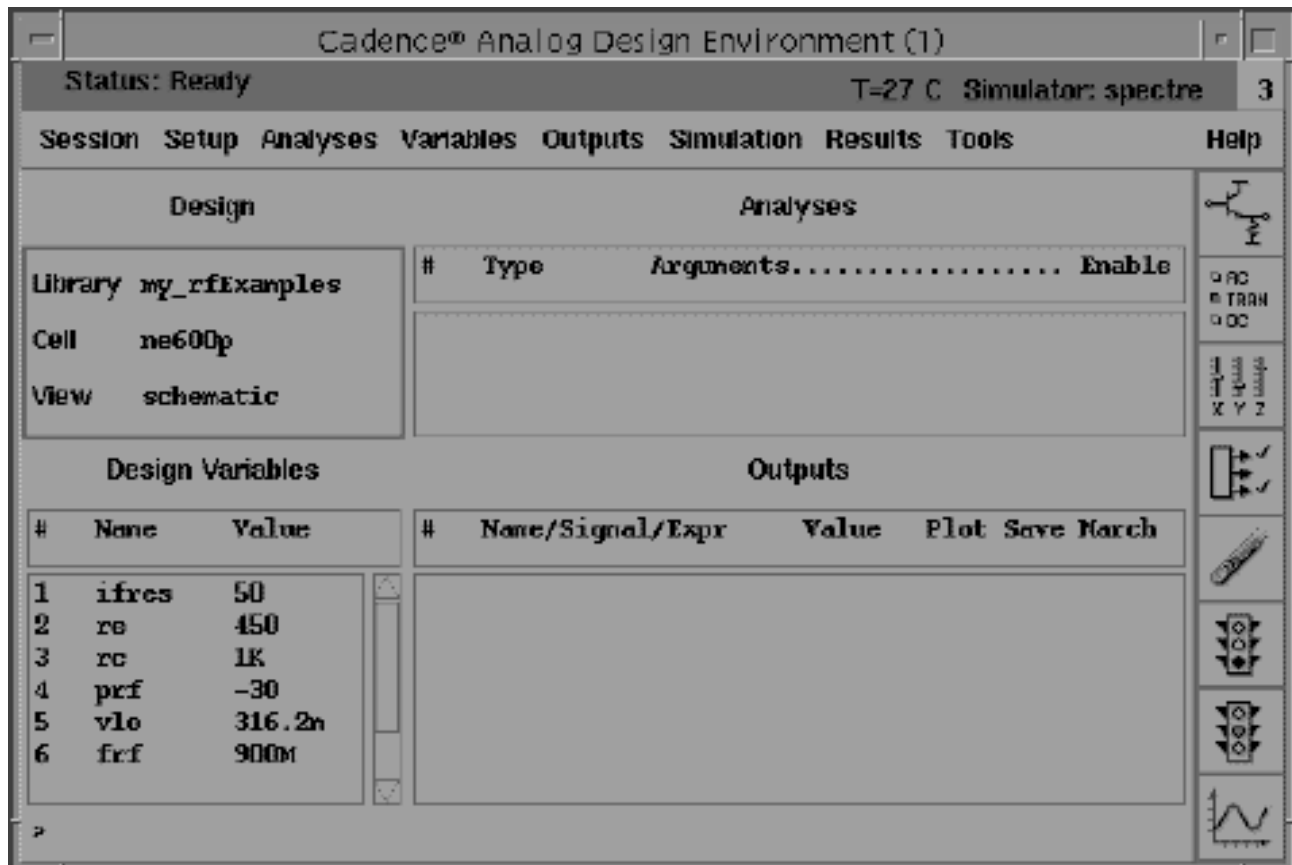 Cadence® Analog Design Environment (1)
Status: Ready
T=27 C Simulator: spectre 3
Session Setup Analyses Variables Outputs Simulation Results Tools Help
Design
Library my_rfExamples
Cell ne600p
View schematic
Analyses
# Type Arguments.................. Enable
Design Variables
# Name Value
1 ifres 50
2 re 450
3 rc 1K
4 prf -30
5 vlo 316.2m
6 frf 900M
Outputs
# Name/Signal/Expr Value Plot Save March
AC
TRAN
DC
X Y Z
>